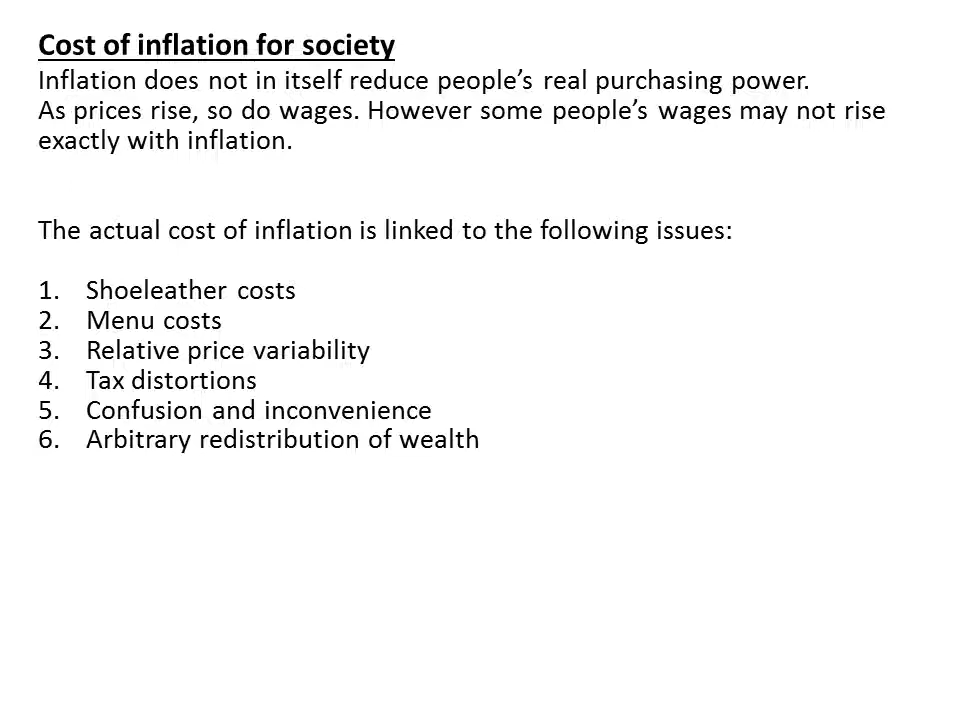 Cost of inflation for society
Inflation does not in itself reduce people’s real purchasing power.
As prices rise, so do wages. However some people’s wages may not rise
exactly with inflation.
The actual cost of inflation is linked to the following issues:
1. Shoeleather costs
2. Menu costs
3. Relative price variability
4. Tax distortions
5. Confusion and inconvenience
6. Arbitrary redistribution of wealth